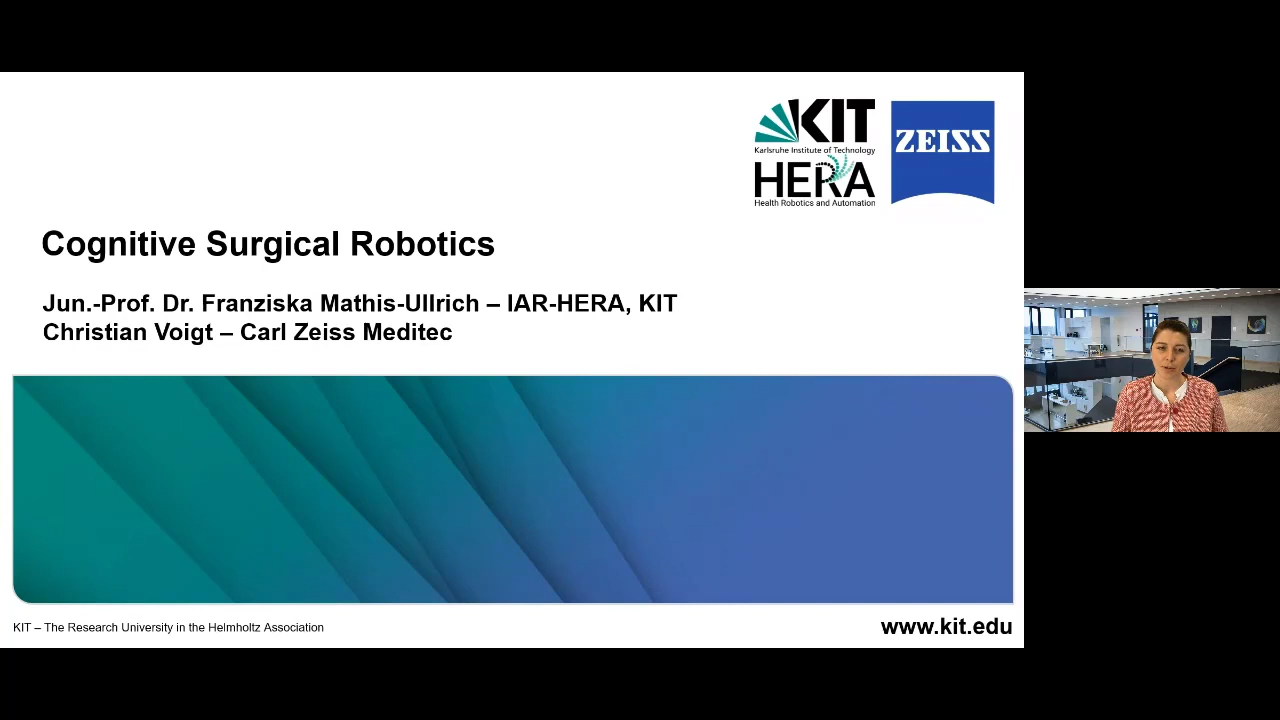 KIT
Karlsruhe Institute of Technology
HERA
Health Robotics and Automation
ZEISS
Cognitive Surgical Robotics
Jun.-Prof. Dr. Franziska Mathis-Ullrich – IAR-HERA, KIT
Christian Voigt – Carl Zeiss Meditec
KIT – The Research University in the Helmholtz Association
www.kit.edu